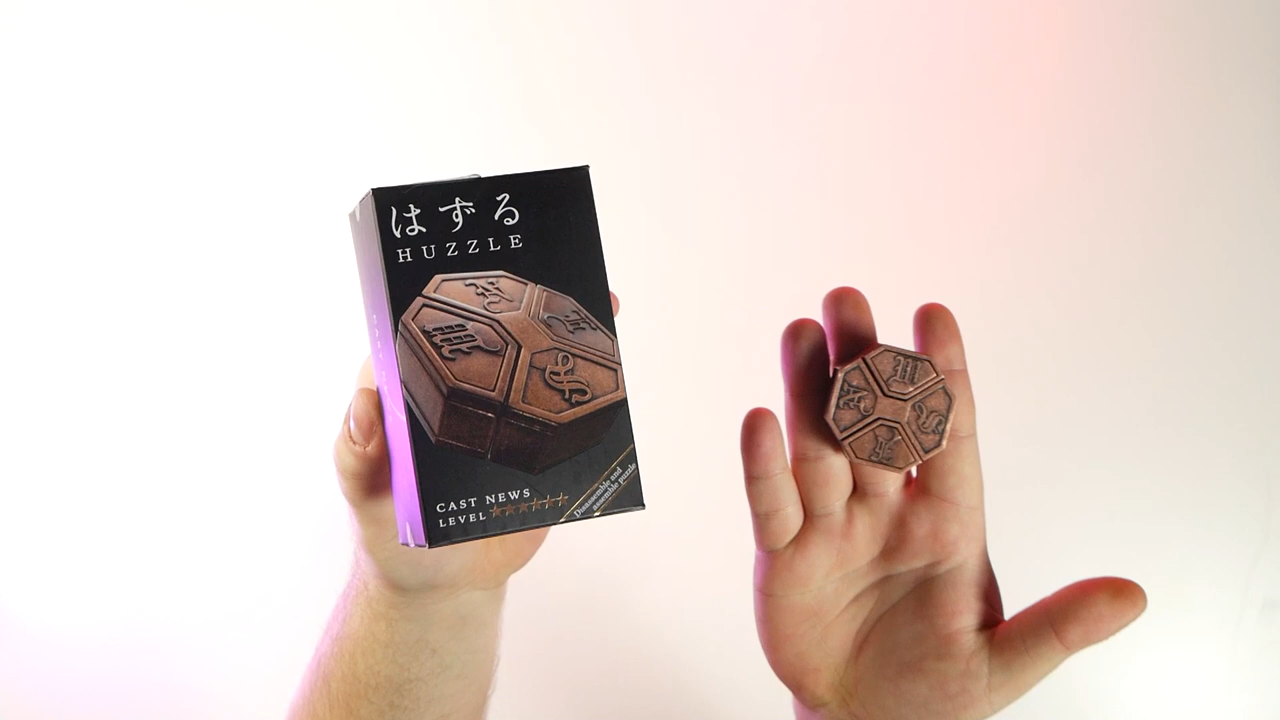 はずる
HUZZLE
N
E
W
S
CAST NEWS
LEVEL ★★★★★★
Disassemble and
assemble puzzle
W
N
S
E